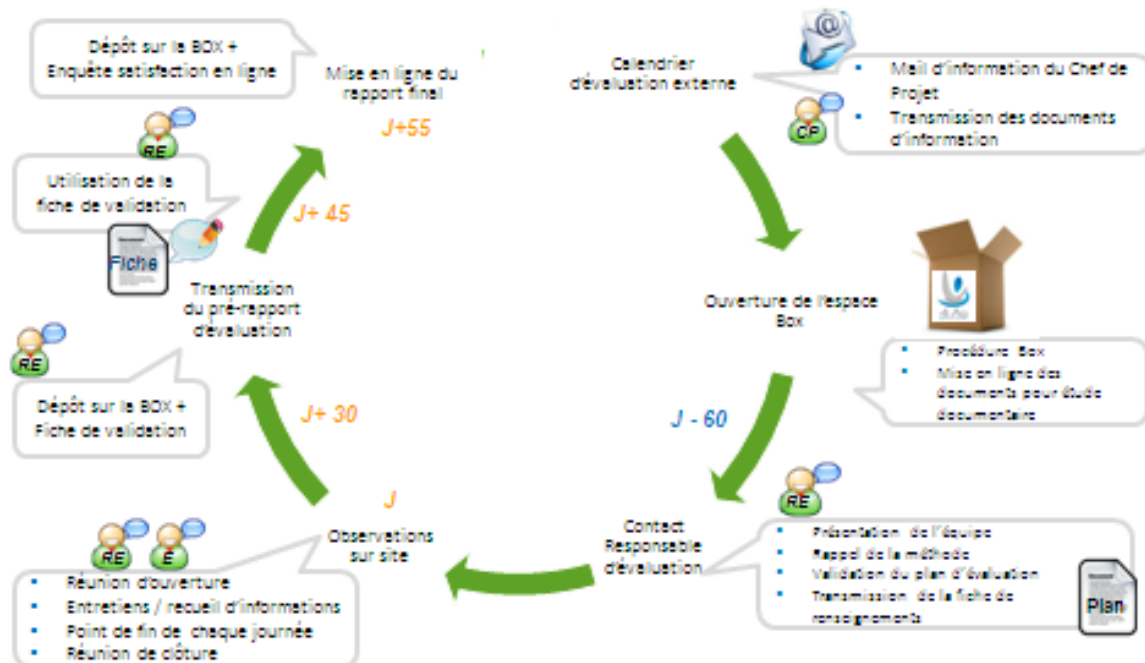 Calendrier
d'évaluation externe
Mail d'information du Chef de
Projet
Transmission des documents
d'information
CP
Ouverture de l'espace
Box
Procédure Box
Mise en ligne des
documents pour étude
documentaire
J - 60
RE
Contact
Responsable
d'évaluation
Présentation de l'équipe
Rappel de la méthode
Validation du plan d'évaluation
Transmission de la fiche de
renseignements
Plan
J
Observations
sur site
RE
E
Réunion d'ouverture
Entretiens / recueil d'informations
Point de fin de chaque journée
Réunion de clôture
J+ 30
Transmission
du pré-rapport
d'évaluation
RE
Dépôt sur la BOX +
Fiche de validation
J+ 45
Utilisation de la
fiche de validation
Fiche
RE
Mise en ligne du
rapport final
J+55
Dépôt sur la BOX +
Enquête satisfaction en ligne